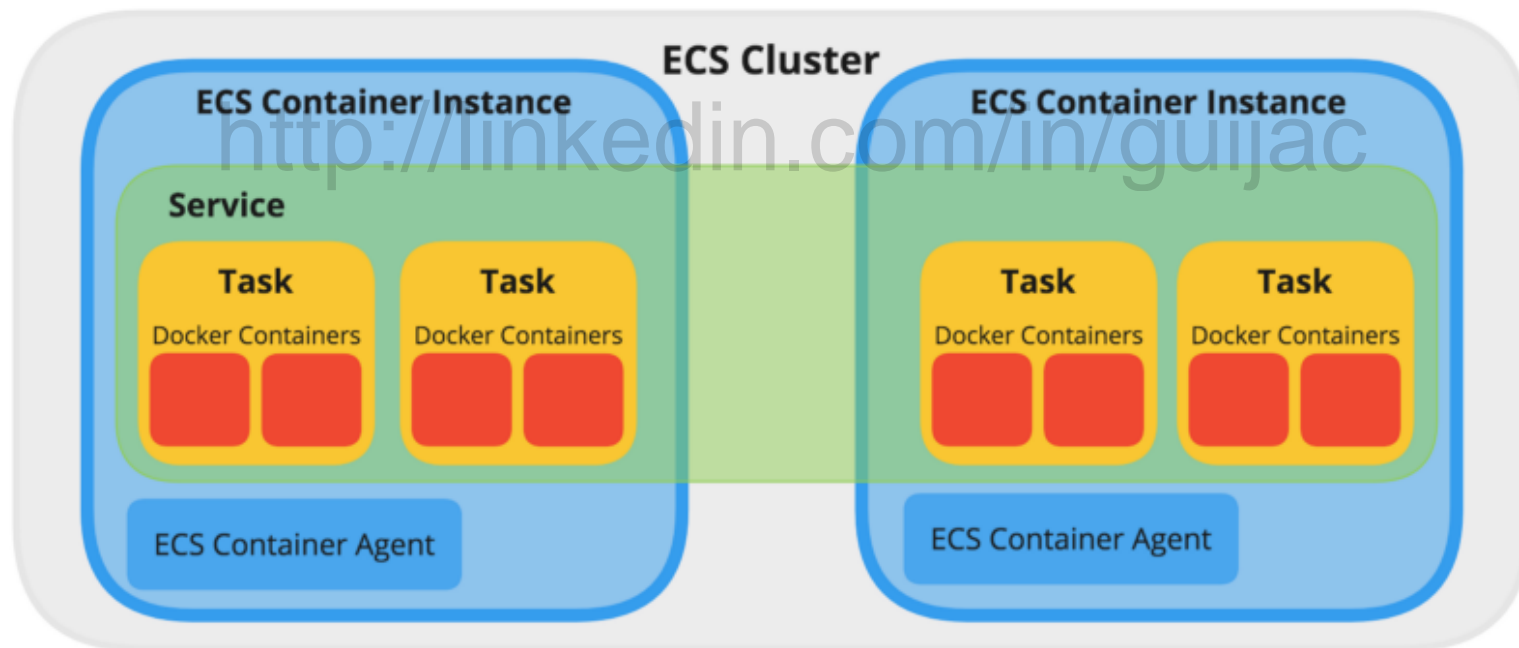 ECS Cluster
ECS Container Instance
ECS Container Instance
http://linkedin.com/in/guijac
Service
Task
Task
Task
Task
Docker Containers
Docker Containers
Docker Containers
Docker Containers
ECS Container Agent
ECS Container Agent